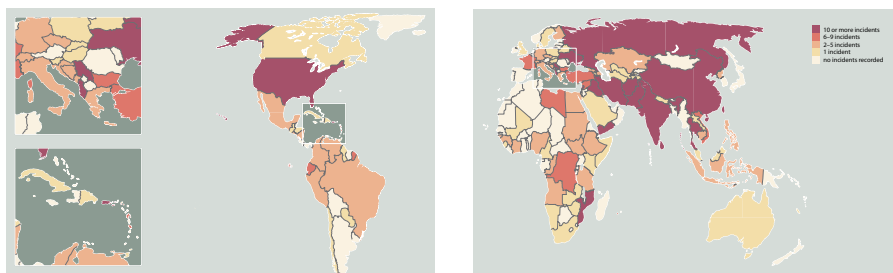 10 or more incidents
6-9 incidents
2-5 incidents
1 incident
no incidents recorded